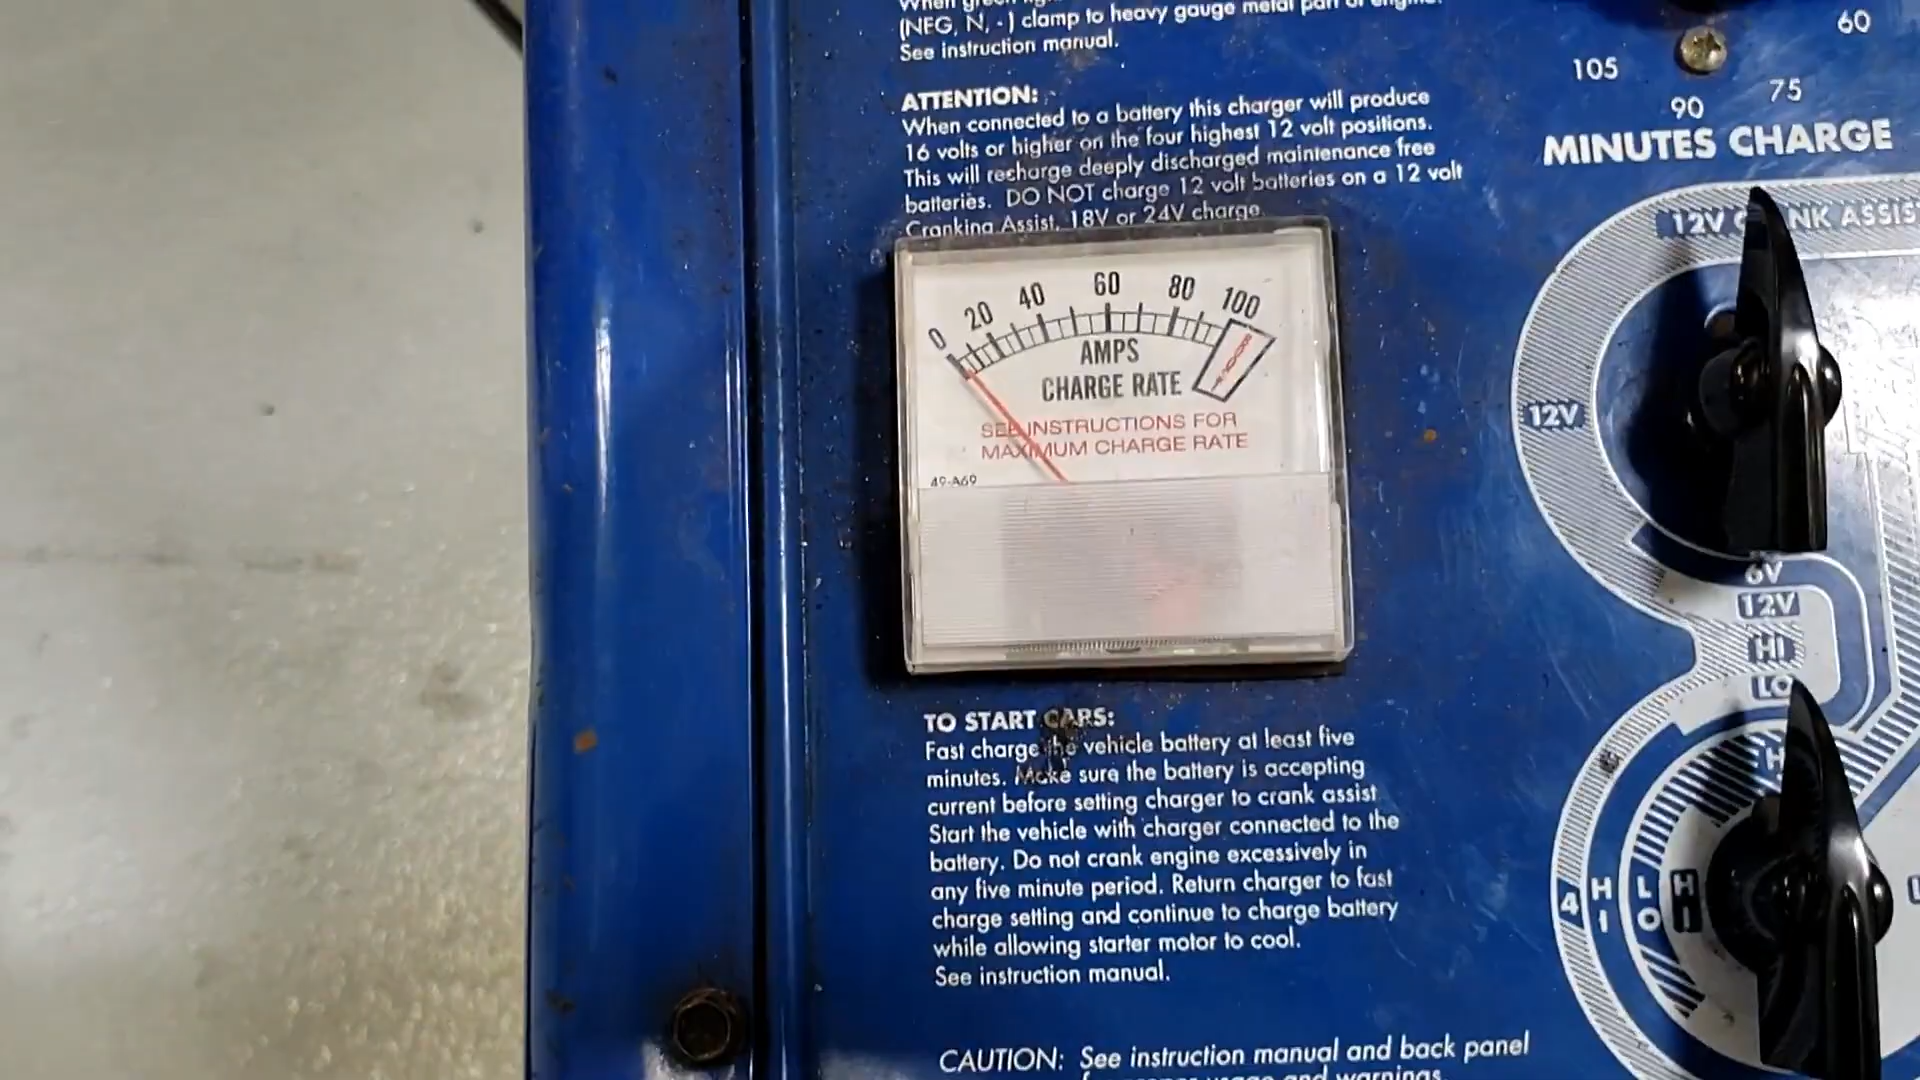 (NEG, N, -) clamp to heavy gauge metal part of engine.
See instruction manual.
ATTENTION:
When connected to a battery this charger will produce
16 volts or higher on the four highest 12 volt positions.
This will recharge deeply discharged maintenance free
batteries. DO NOT charge 12 volt batteries on a 12 volt
Cranking Assist, 18V or 24V charge.
60
105
75
90
MINUTES CHARGE
12V ASSIST
12V
6V
12V
HI
LO
0 20 40 60 80 100
AMPS
CHARGE RATE
SEE INSTRUCTIONS FOR
MAXIMUM CHARGE RATE
49-A69
4
HI
LO
HI
TO START CARS:
Fast charge the vehicle battery at least five
minutes. Make sure the battery is accepting
current before setting charger to crank assist
Start the vehicle with charger connected to the
battery. Do not crank engine excessively in
any five minute period. Return charger to fast
charge setting and continue to charge battery
while allowing starter motor to cool.
See instruction manual.
CAUTION: See instruction manual and back panel
usage and warnings.